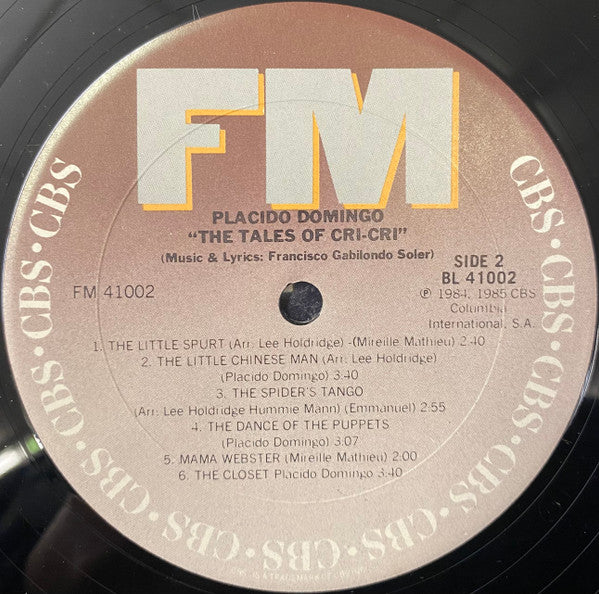 FM
PLACIDO DOMINGO
"THE TALES OF CRI-CRI"
(Music & Lyrics: Francisco Gabilondo Soler)
SIDE 2
BL 41002
FM 41002
℗ 1984, 1985 CBS
Columbia
International, S.A.
1. THE LITTLE SPURT (Arr. Lee Holdridge) -(Mireille Mathieu) 2:40
2. THE LITTLE CHINESE MAN (Arr. Lee Holdridge)
(Placido Domingo) 3:40
3. THE SPIDER'S TANGO
(Arr. Lee Holdridge Hummie Mann) (Emmanuel) 2:55
4. THE DANCE OF THE PUPPETS
(Placido Domingo) 3:07
5. MAMA WEBSTER (Mireille Mathieu) 2:00
6. THE CLOSET Placido Domingo 3:40
CBS · CBS · CBS · CBS · CBS · CBS · CBS · CBS · CBS · CBS · CBS